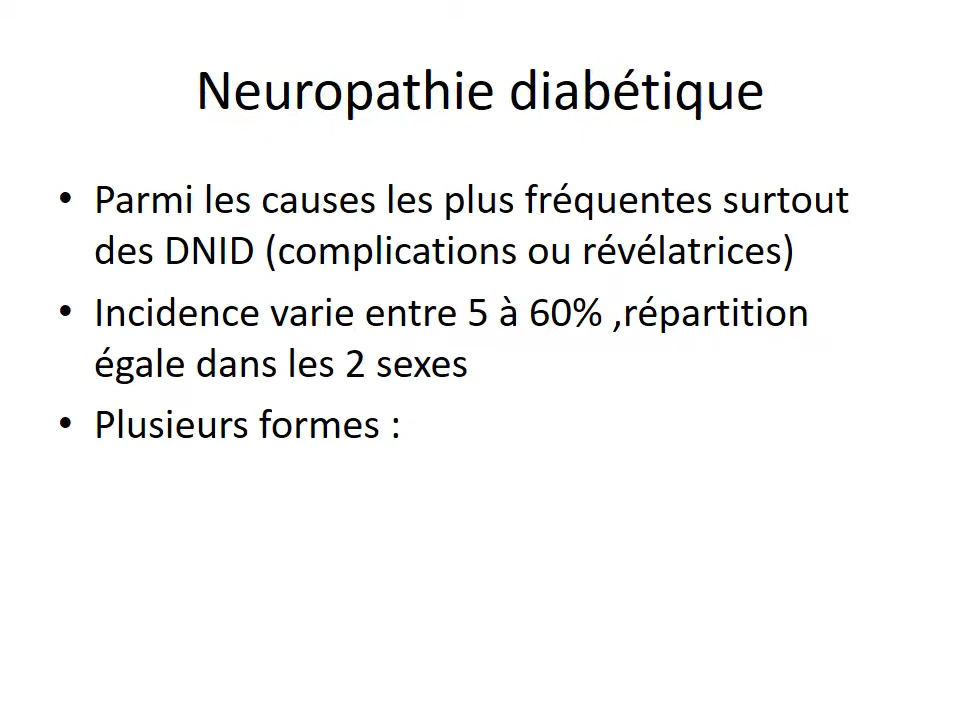 Neuropathie diabétique
• Parmi les causes les plus fréquentes surtout
des DNID (complications ou révélatrices)
• Incidence varie entre 5 à 60% ,répartition
égale dans les 2 sexes
• Plusieurs formes :